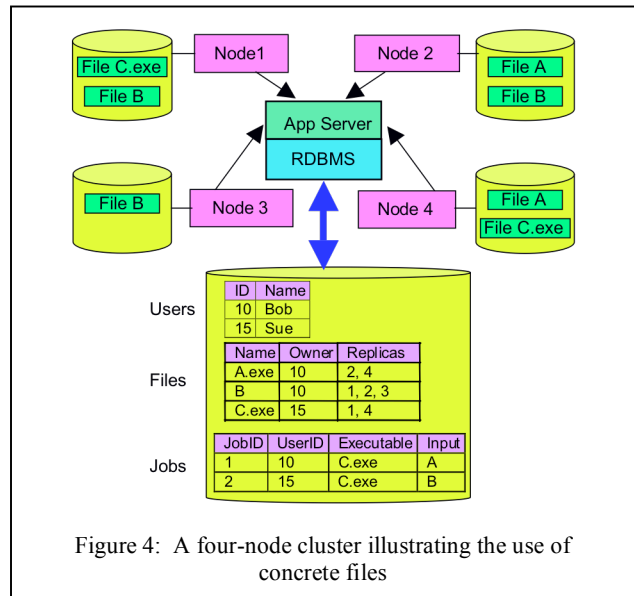 Node1
Node 2
File C.exe
File B
File A
File B
App Server
RDBMS
File B
Node 3
Node 4
File A
File C.exe
Users
ID Name
10 Bob
15 Sue
Files
Name Owner Replicas
A.exe 10 2, 4
B 10 1, 2, 3
C.exe 15 1, 4
Jobs
JobID UserID Executable Input
1 10 C.exe A
2 15 C.exe B
Figure 4: A four-node cluster illustrating the use of
concrete files